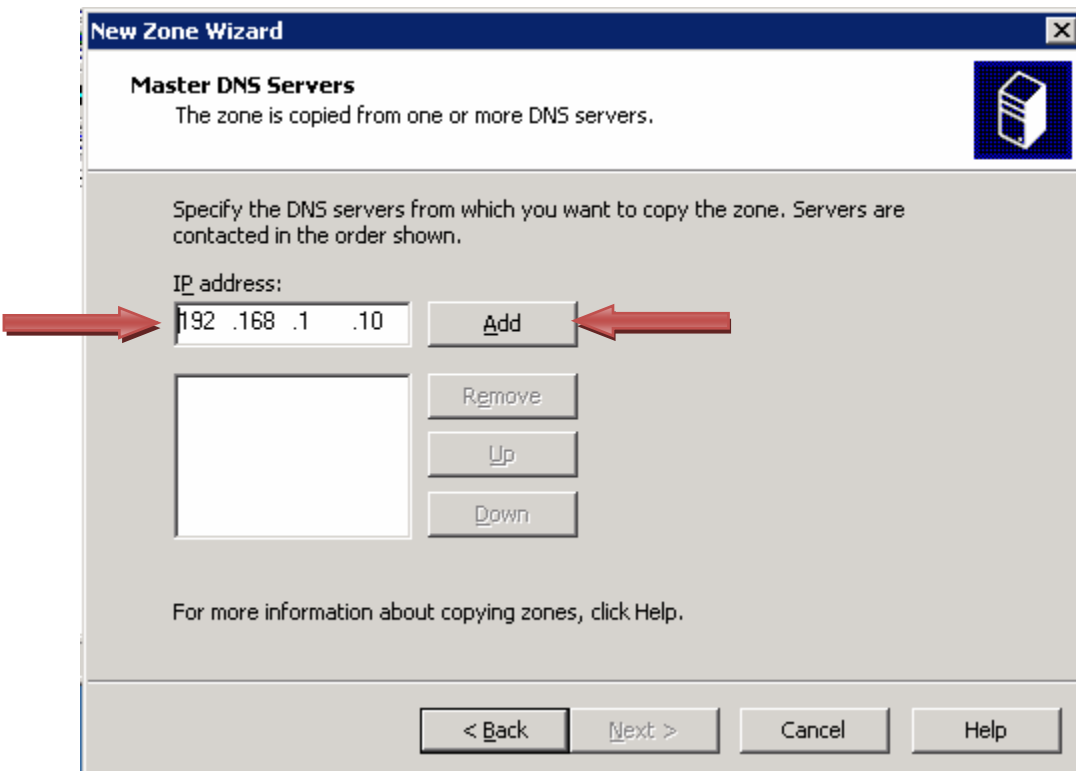 New Zone Wizard
Master DNS Servers
The zone is copied from one or more DNS servers.
Specify the DNS servers from which you want to copy the zone. Servers are
contacted in the order shown.
IP address:
192 .168 .1 .10
Add
Remove
Up
Down
For more information about copying zones, click Help.
< Back Next > Cancel Help